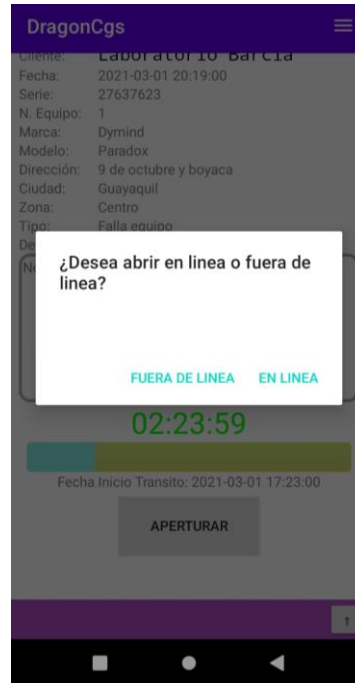 DragonCgs
Cliente: Laboratorio Barcia
Fecha: 2021-03-01 20:19:00
Serie: 27637623
N. Equipo: 1
Marca: Dymind
Modelo: Paradox
Dirección: 9 de octubre y boyaca
Ciudad: Guayaquil
Zona: Centro
Tipo: Falla equipo
¿Desea abrir en linea o fuera de
linea?
FUERA DE LINEA EN LINEA
02:23:59
Fecha Inicio Transito: 2021-03-01 17:23:00
APERTURAR